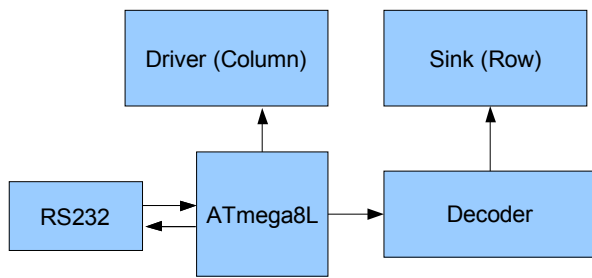 Driver (Column)
Sink (Row)
RS232
ATmega8L
Decoder